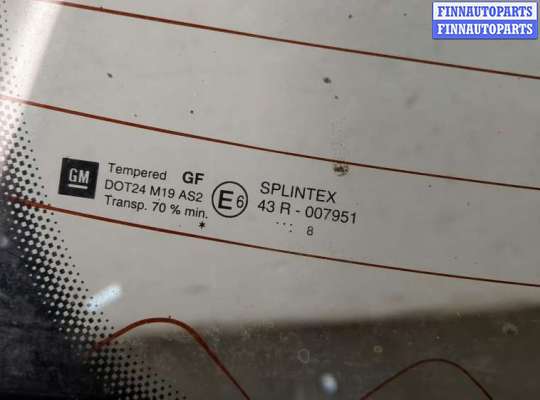 FINNAUTOPARTS
FINNAUTOPARTS
GM
Tempered GF
DOT24 M19 AS2
Transp. 70 % min.
*
E6
SPLINTEX
43 R - 007951
8